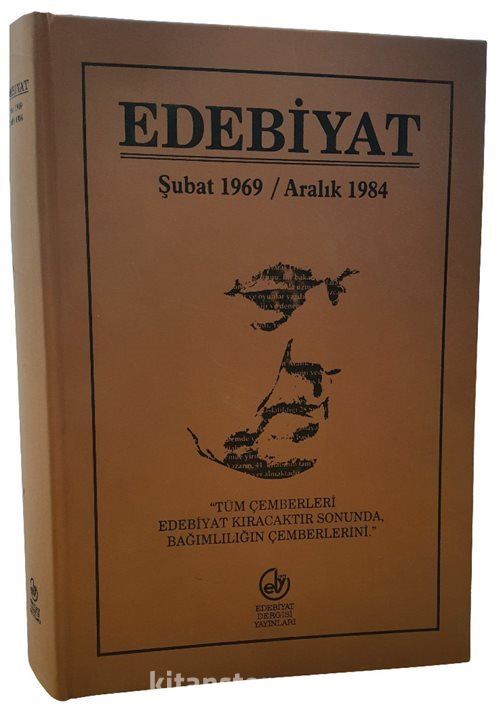 EDEBİYAT
Şubat 1969 / Aralık 1984
"TÜM ÇEMBERLERİ
EDEBİYAT KIRACAKTIR SONUNDA,
BAĞIMLILIĞIN ÇEMBERLERİNİ."
EDEBİYAT
DERGİSİ
YAYINLARI